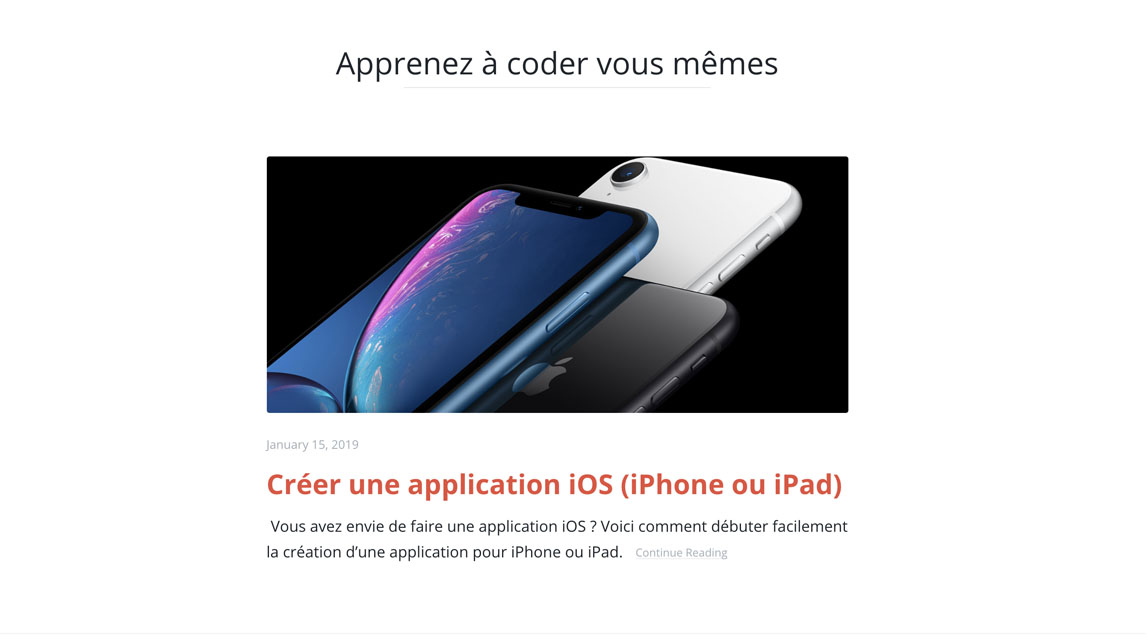 Apprenez à coder vous mêmes
January 15, 2019
Créer une application iOS (iPhone ou iPad)
Vous avez envie de faire une application iOS ? Voici comment débuter facilement
la création d’une application pour iPhone ou iPad. Continue Reading